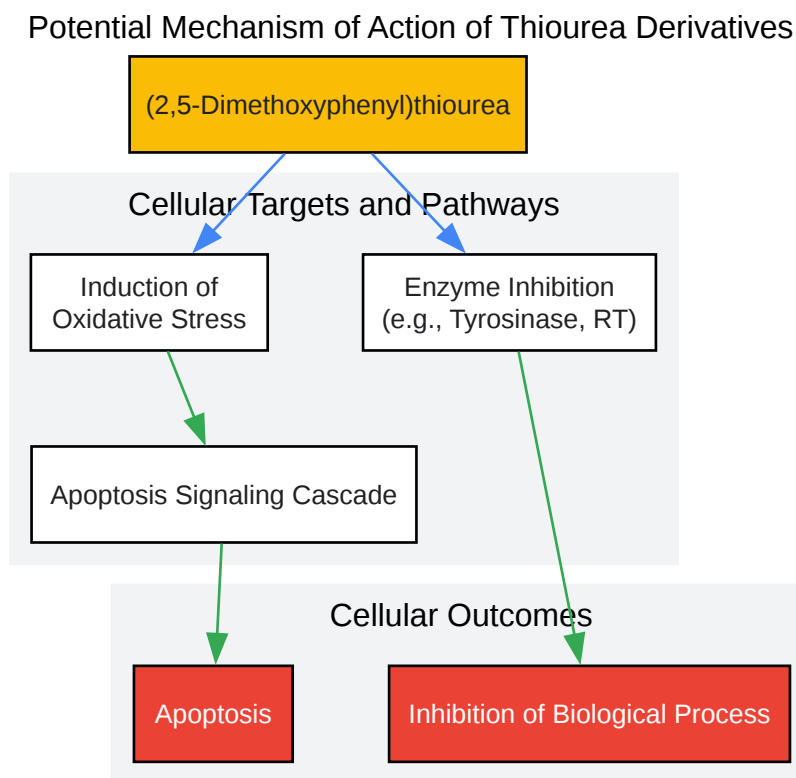 Potential Mechanism of Action of Thiourea Derivatives
(2,5-Dimethoxyphenyl)thiourea
Cellular Targets and Pathways
Induction of
Oxidative Stress
Enzyme Inhibition
(e.g., Tyrosinase, RT)
Apoptosis Signaling Cascade
Cellular Outcomes
Apoptosis
Inhibition of Biological Process